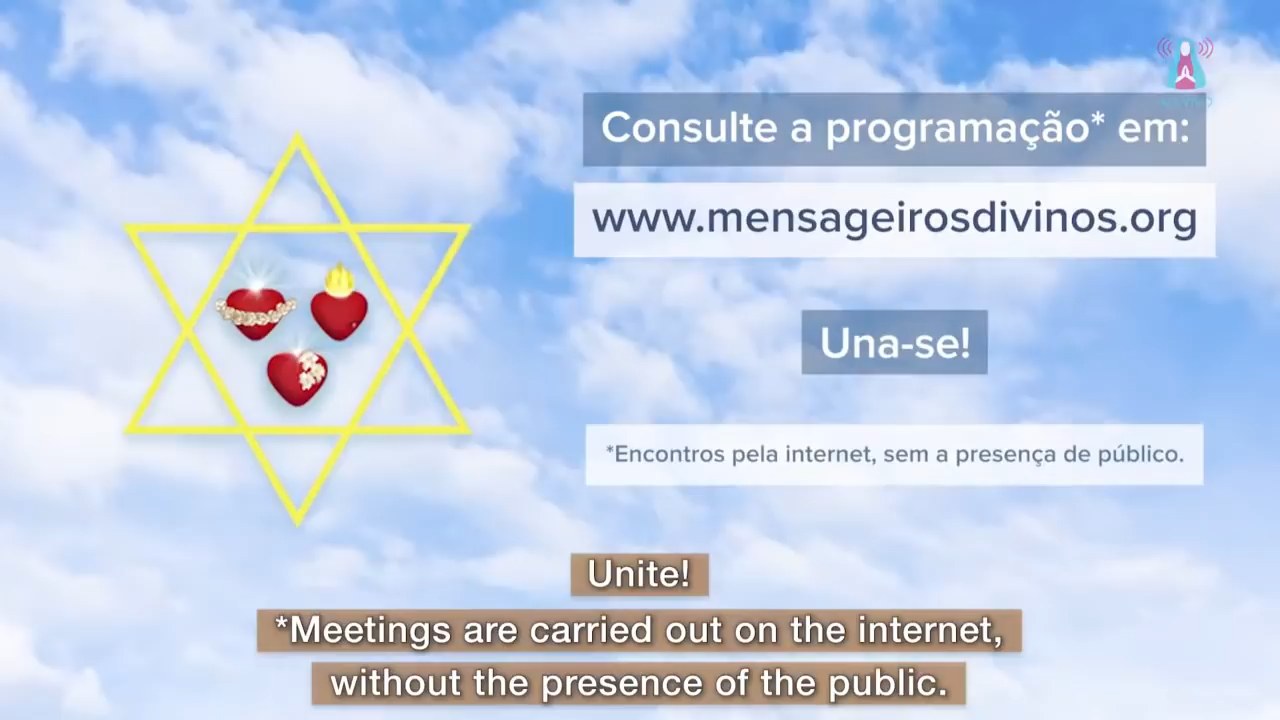 Consulte a programação* em:
www.mensageirosdivinos.org
Una-se!
*Encontros pela internet, sem a presença de público.
Unite!
*Meetings are carried out on the internet,
without the presence of the public.